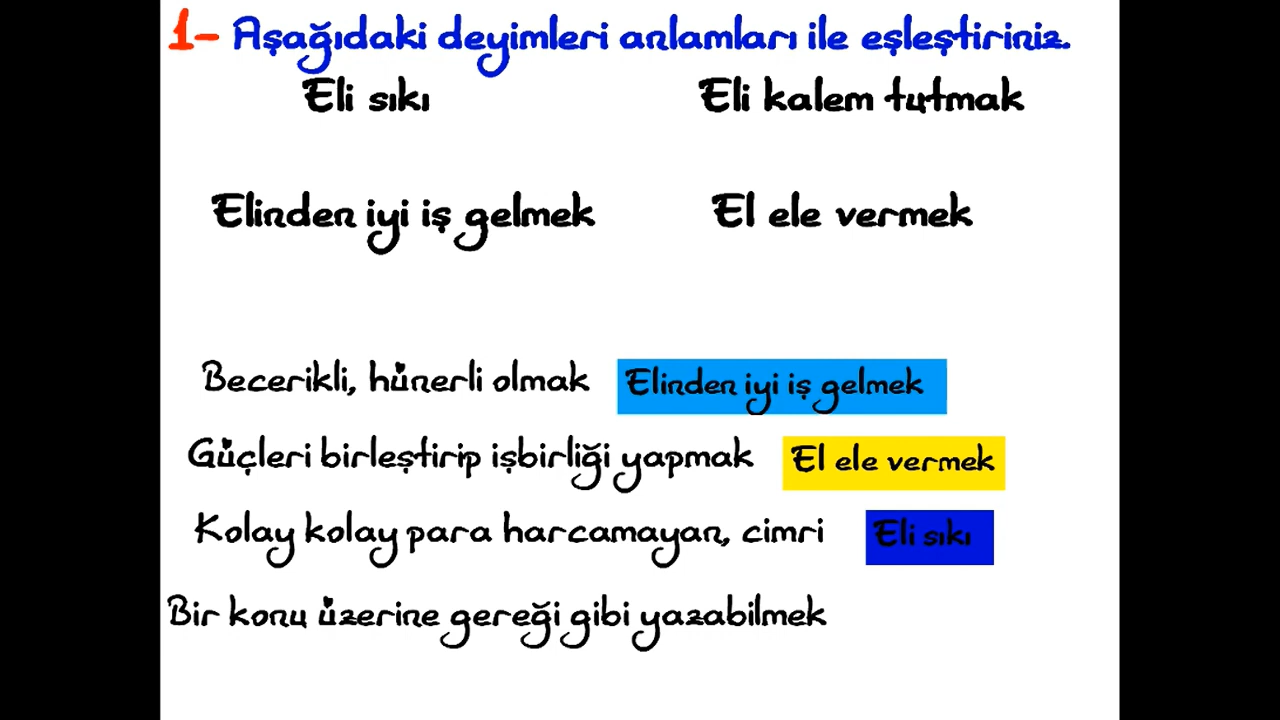 1- Aşağıdaki deyimleri anlamları ile eşleştiriniz.
Eli sıkı Eli kalem tutmak
Elinden iyi iş gelmek El ele vermek
Becerikli, hünerli olmak Elinden iyi iş gelmek
Güçleri birleştirip işbirliği yapmak El ele vermek
Kolay kolay para harcamayan, cimri Eli sıkı
Bir konu üzerine gereği gibi yazabilmek